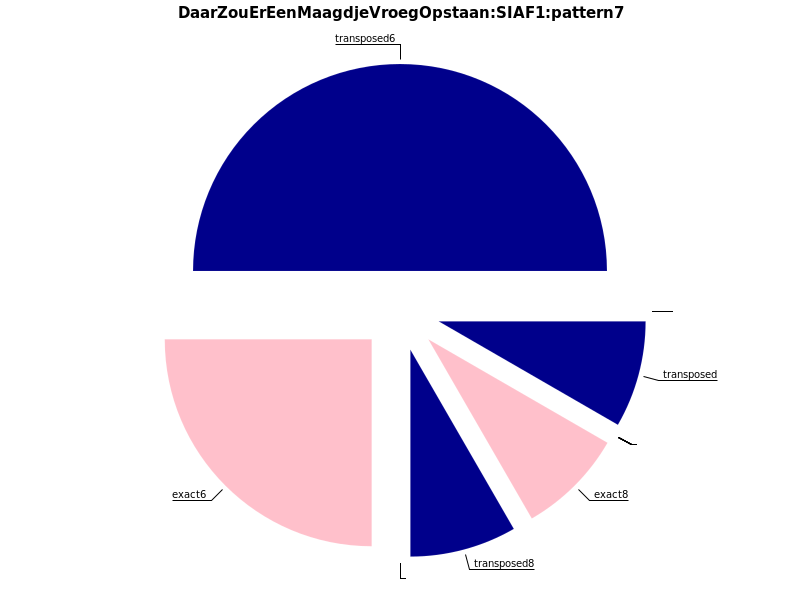 DaarZouErEenMaagdjeVroegOpstaan:SIAF1:pattern7
transposed6
transposed
exact6
exact8
transposed8